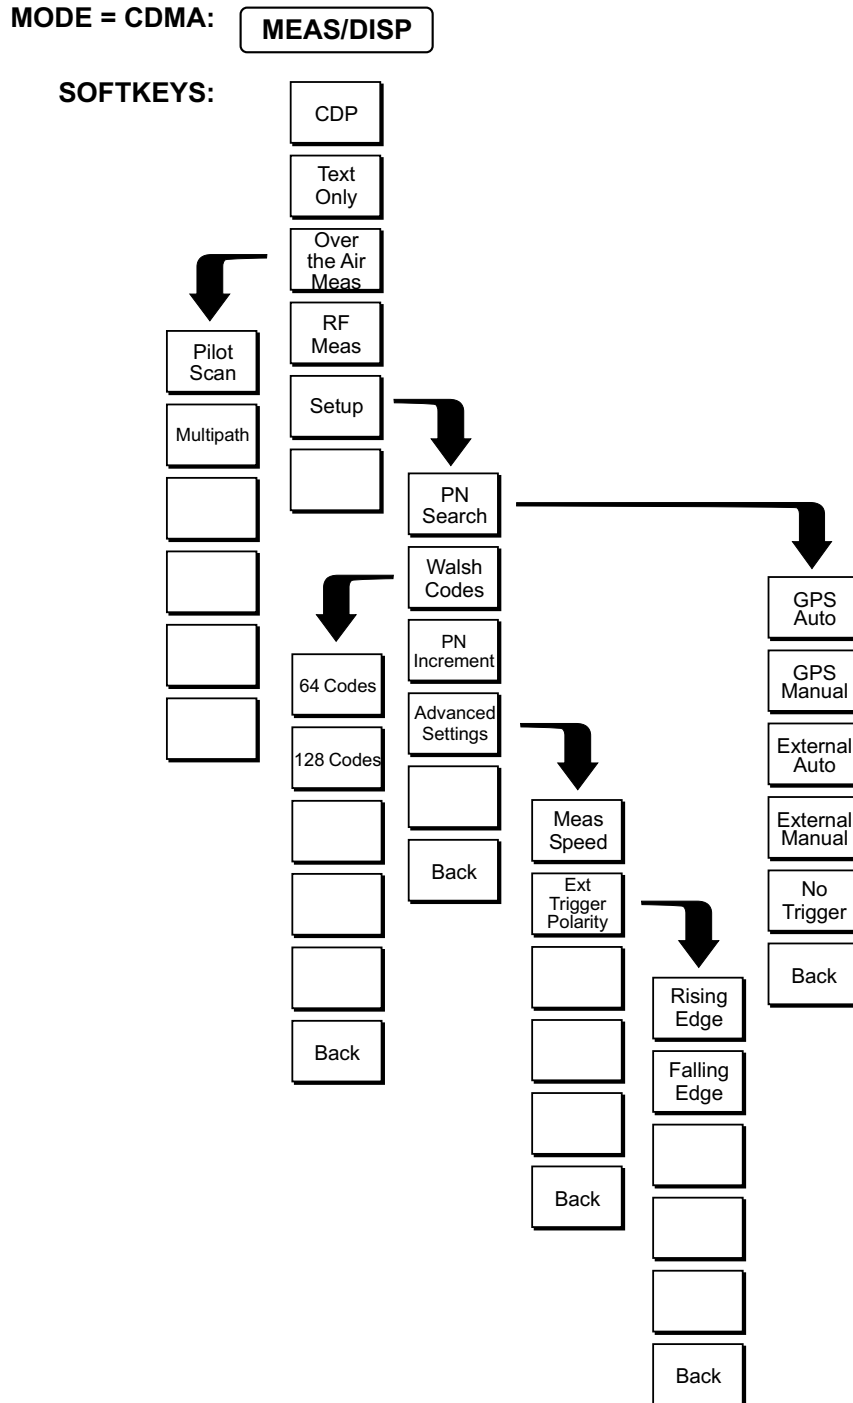 MODE = CDMA:
MEAS/DISP
SOFTKEYS:
CDP
Text
Only
Over
the Air
Meas
RF
Meas
Setup
Pilot
Scan
Multipath
PN
Search
Walsh
Codes
PN
Increment
Advanced
Settings
Back
64 Codes
128 Codes
Back
Meas
Speed
Ext
Trigger
Polarity
Back
Rising
Edge
Falling
Edge
Back
GPS
Auto
GPS
Manual
External
Auto
External
Manual
No
Trigger
Back